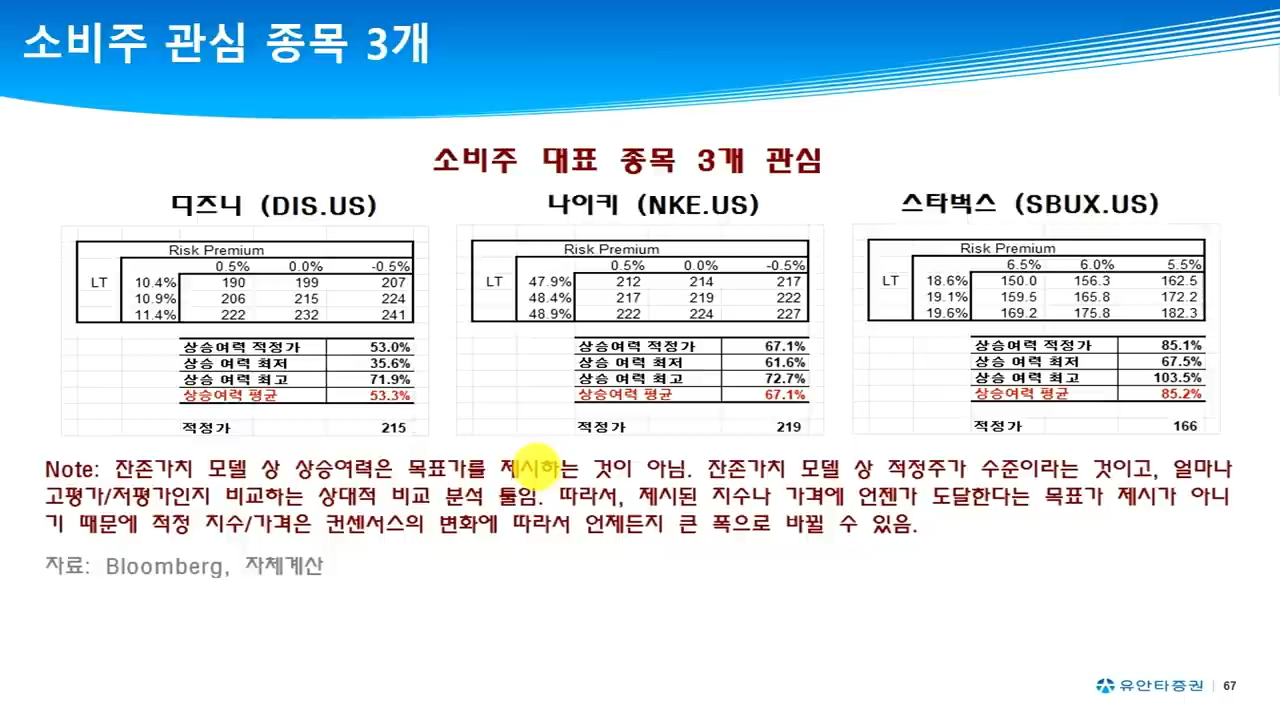 소비주 관심 종목 3개
소비주 대표 종목 3개 관심
디즈니 (DIS.US)
Risk Premium
0.5% 0.0% -0.5%
LT 10.4% 190 199 207
10.9% 206 215 224
11.4% 222 232 241
상승여력 적정가 53.0%
상승 여력 최저 35.6%
상승 여력 최고 71.9%
상승여력 평균 53.3%
적정가 215
나이키 (NKE.US)
Risk Premium
0.5% 0.0% -0.5%
LT 47.9% 212 214 217
48.4% 217 219 222
48.9% 222 224 227
상승여력 적정가 67.1%
상승 여력 최저 61.6%
상승 여력 최고 72.7%
상승여력 평균 67.1%
적정가 219
스타벅스 (SBUX.US)
Risk Premium
6.5% 6.0% 5.5%
LT 18.6% 150.0 156.3 162.5
19.1% 159.5 165.8 172.2
19.6% 169.2 175.8 182.3
상승여력 적정가 85.1%
상승 여력 최저 67.5%
상승 여력 최고 103.5%
상승여력 평균 85.2%
적정가 166
Note: 잔존가치 모델 상 상승여력은 목표가를 제시하는 것이 아님. 잔존가치 모델 상 적정주가 수준이라는 것이고, 얼마나
고평가/저평가인지 비교하는 상대적 비교 분석 툴임. 따라서, 제시된 지수나 가격에 언젠가 도달한다는 목표가 제시가 아니
기 때문에 적정 지수/가격은 컨센서스의 변화에 따라서 언제든지 큰 폭으로 바뀔 수 있음.
자료: Bloomberg, 자체계산
유안타증권 67